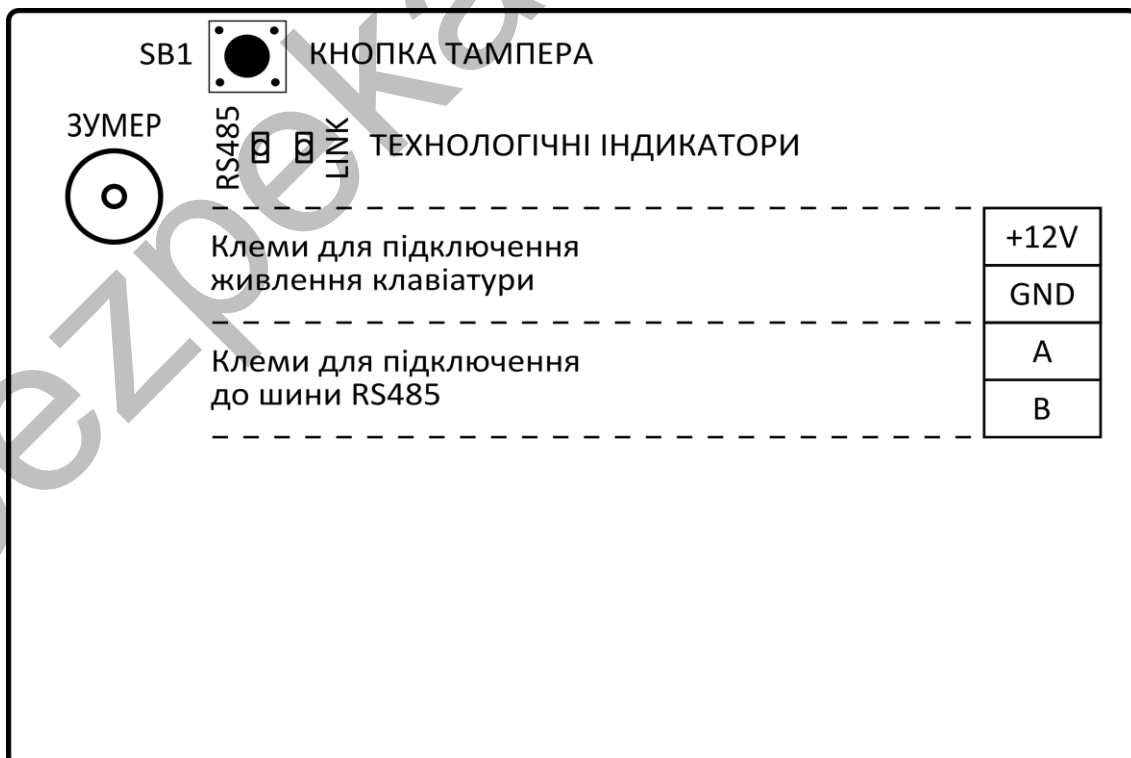 SB1 КНОПКА ТАМПЕРА
ЗУМЕР
RS485 LINK ТЕХНОЛОГІЧНІ ІНДИКАТОРИ
Клеми для підключення
живлення клавіатури
+12V
GND
Клеми для підключення
до шини RS485
A
B
ezpeka